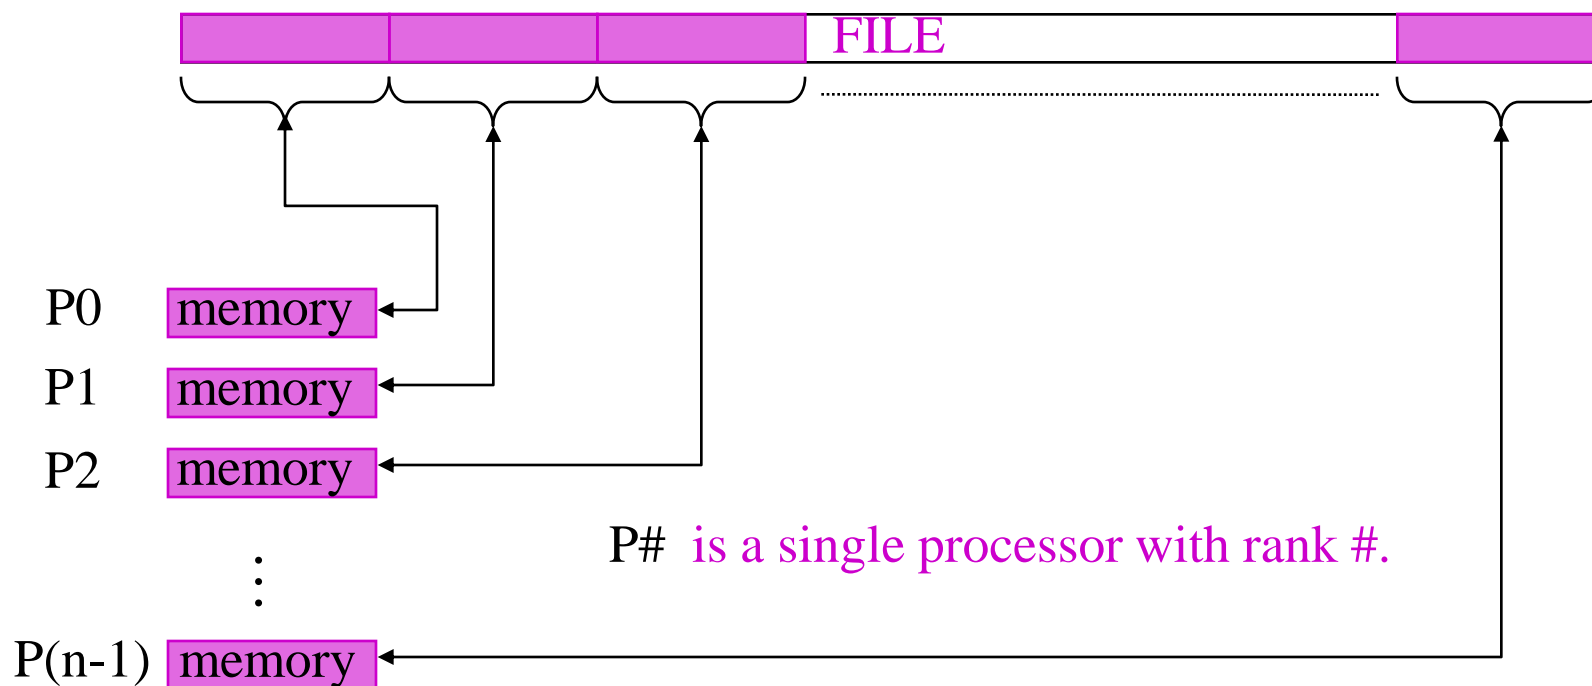 FILE
P0 memory
P1 memory
P2 memory
P# is a single processor with rank #.
P(n-1) memory